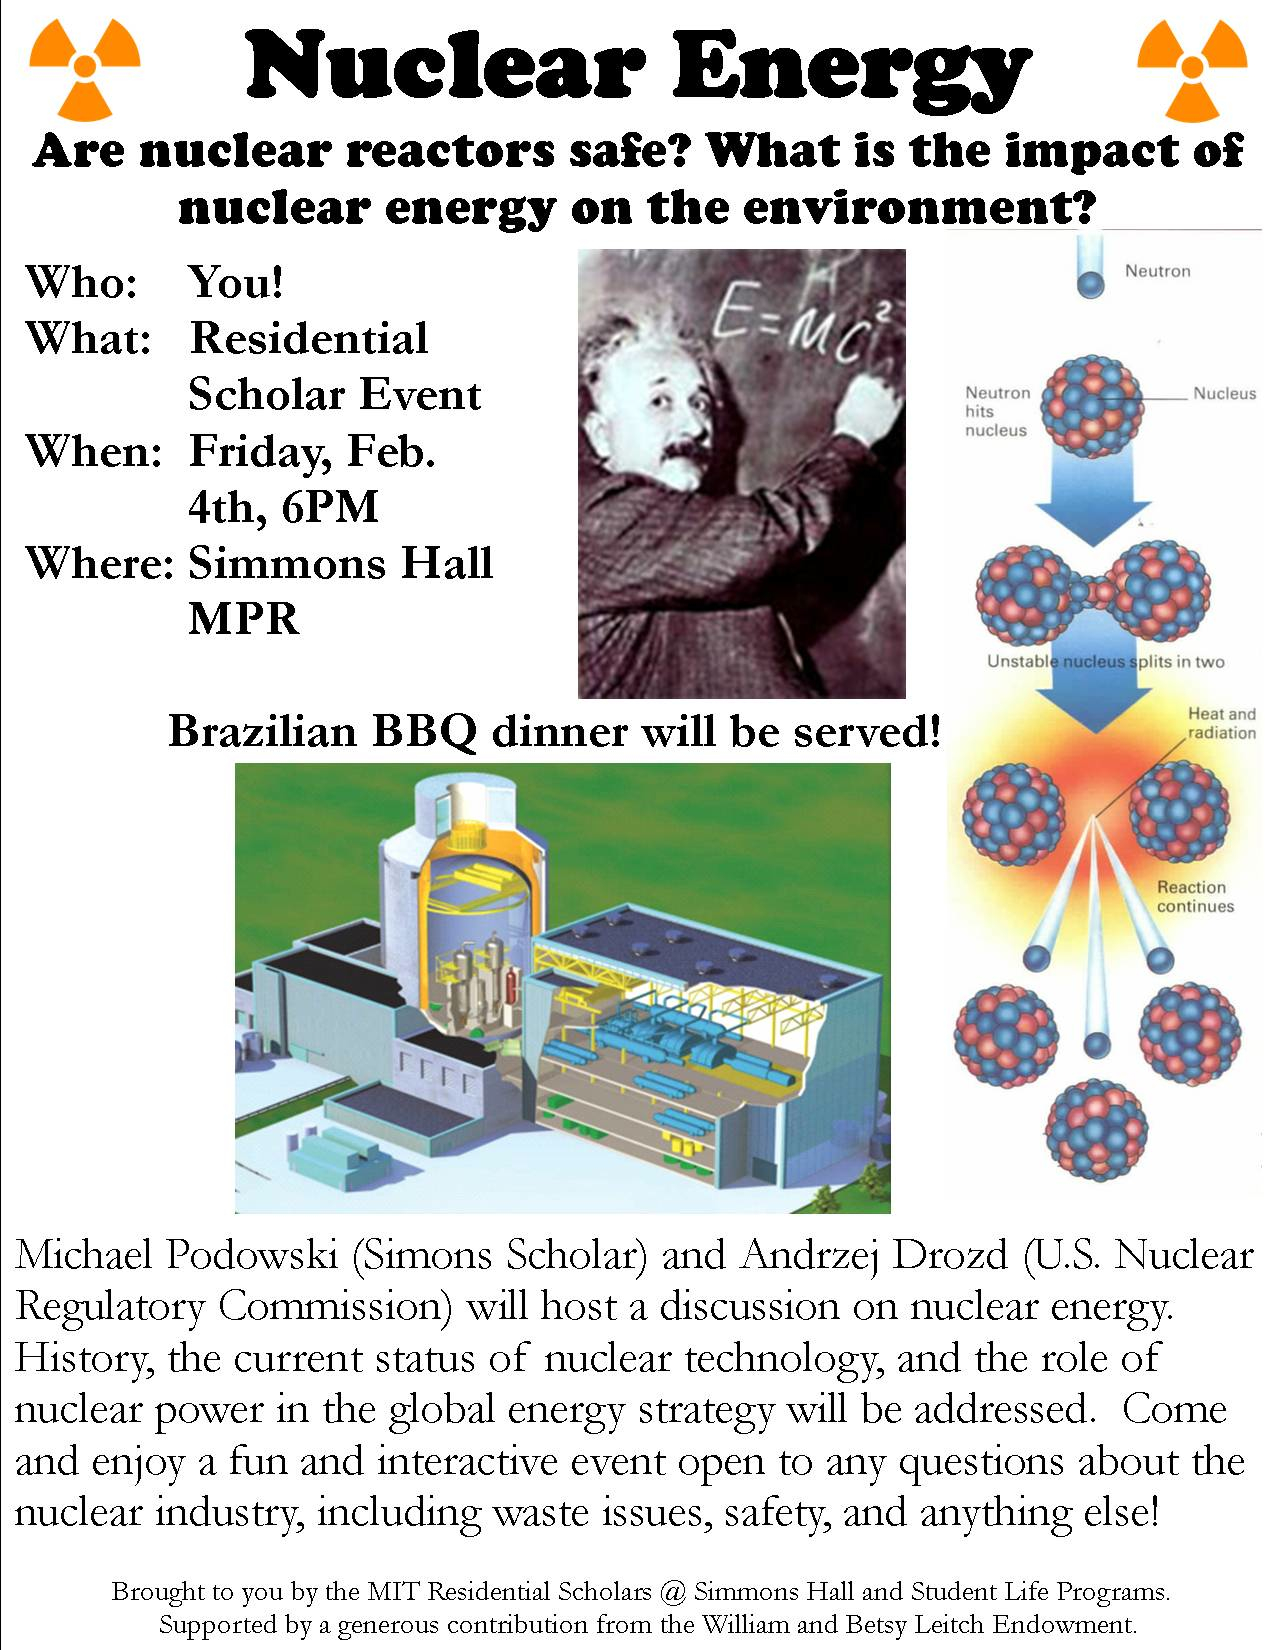 Nuclear Energy
Are nuclear reactors safe? What is the impact of
nuclear energy on the environment?
Who: You!
What: Residential
Scholar Event
When: Friday, Feb.
4th, 6PM
Where: Simmons Hall
MPR
E=MC²
Neutron
Neutron
hits
nucleus
Nucleus
Unstable nucleus splits in two
Heat and
radiation
Reaction
continues
Brazilian BBQ dinner will be served!
Michael Podowski (Simons Scholar) and Andrzej Drozd (U.S. Nuclear
Regulatory Commission) will host a discussion on nuclear energy.
History, the current status of nuclear technology, and the role of
nuclear power in the global energy strategy will be addressed.  Come
and enjoy a fun and interactive event open to any questions about the
nuclear industry, including waste issues, safety, and anything else!
Brought to you by the MIT Residential Scholars @ Simmons Hall and Student Life Programs.
Supported by a generous contribution from the William and Betsy Leitch Endowment.